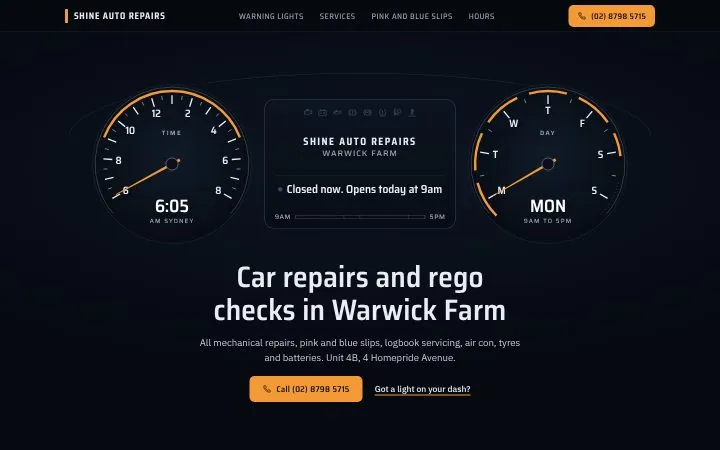 SHINE AUTO REPAIRS
WARNING LIGHTS SERVICES PINK AND BLUE SLIPS HOURS
(02) 8798 5715
12 2
10 4
8 6
6 8
TIME
6:05
AM SYDNEY
SHINE AUTO REPAIRS
WARWICK FARM
Closed now. Opens today at 9am
9AM 5PM
T
W F
T S
M S
DAY
MON
9AM TO 5PM
Car repairs and rego
checks in Warwick Farm
All mechanical repairs, pink and blue slips, logbook servicing, air con, tyres
and batteries. Unit 4B, 4 Homepride Avenue.
Call (02) 8798 5715
Got a light on your dash?